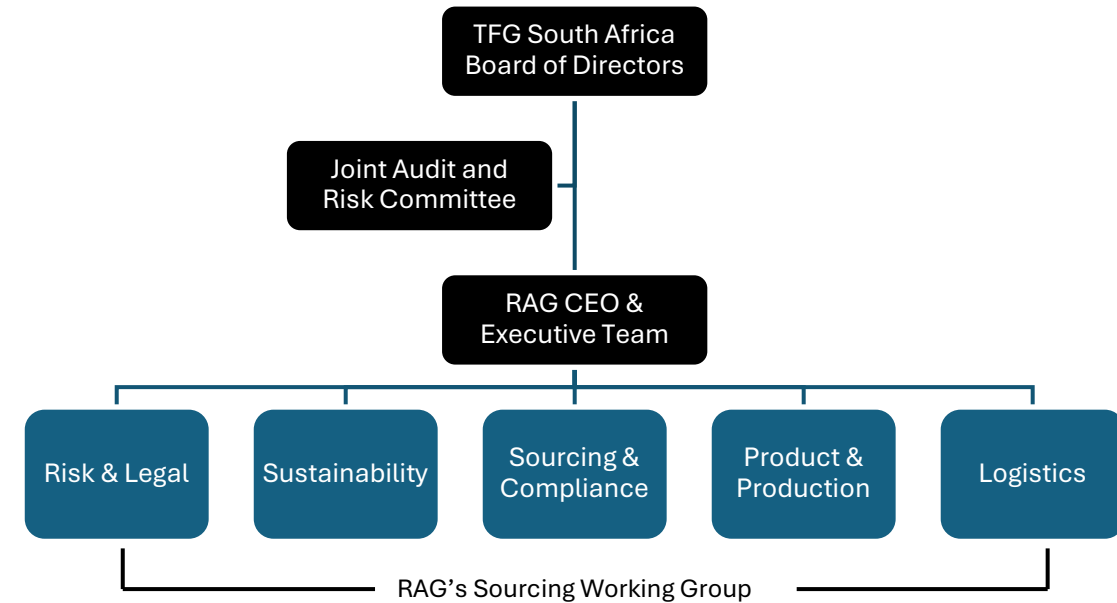 TFG South Africa
Board of Directors
Joint Audit and
Risk Committee
RAG CEO &
Executive Team
Risk & Legal
Sustainability
Sourcing &
Compliance
Product &
Production
Logistics
RAG’s Sourcing Working Group